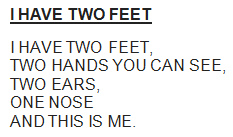 I HAVE TWO FEET
I HAVE TWO FEET,
TWO HANDS YOU CAN SEE,
TWO EARS,
ONE NOSE
AND THIS IS ME.